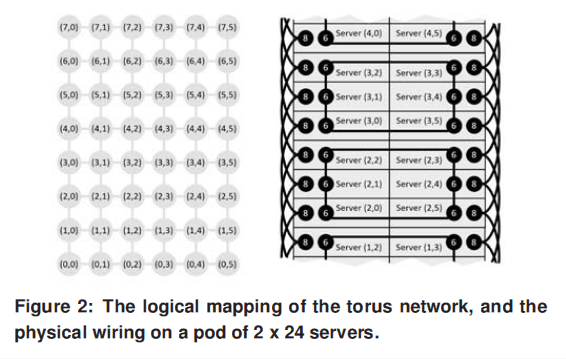 (7,0) (7,1) (7,2) (7,3) (7,4) (7,5)
(6,0) (6,1) (6,2) (6,3) (6,4) (6,5)
(5,0) (5,1) (5,2) (5,3) (5,4) (5,5)
(4,0) (4,1) (4,2) (4,3) (4,4) (4,5)
(3,0) (3,1) (3,2) (3,3) (3,4) (3,5)
(2,0) (2,1) (2,2) (2,3) (2,4) (2,5)
(1,0) (1,1) (1,2) (1,3) (1,4) (1,5)
(0,0) (0,1) (0,2) (0,3) (0,4) (0,5)
8 6 Server (4,0) Server (4,5) 6 8
8 6 Server (3,2) Server (3,3) 6 8
8 6 Server (3,1) Server (3,4) 6 8
8 6 Server (3,0) Server (3,5) 6 8
8 6 Server (2,2) Server (2,3) 6 8
8 6 Server (2,1) Server (2,4) 6 8
8 6 Server (2,0) Server (2,5) 6 8
8 6 Server (1,2) Server (1,3) 6 8
Figure 2: The logical mapping of the torus network, and the
physical wiring on a pod of 2 x 24 servers.